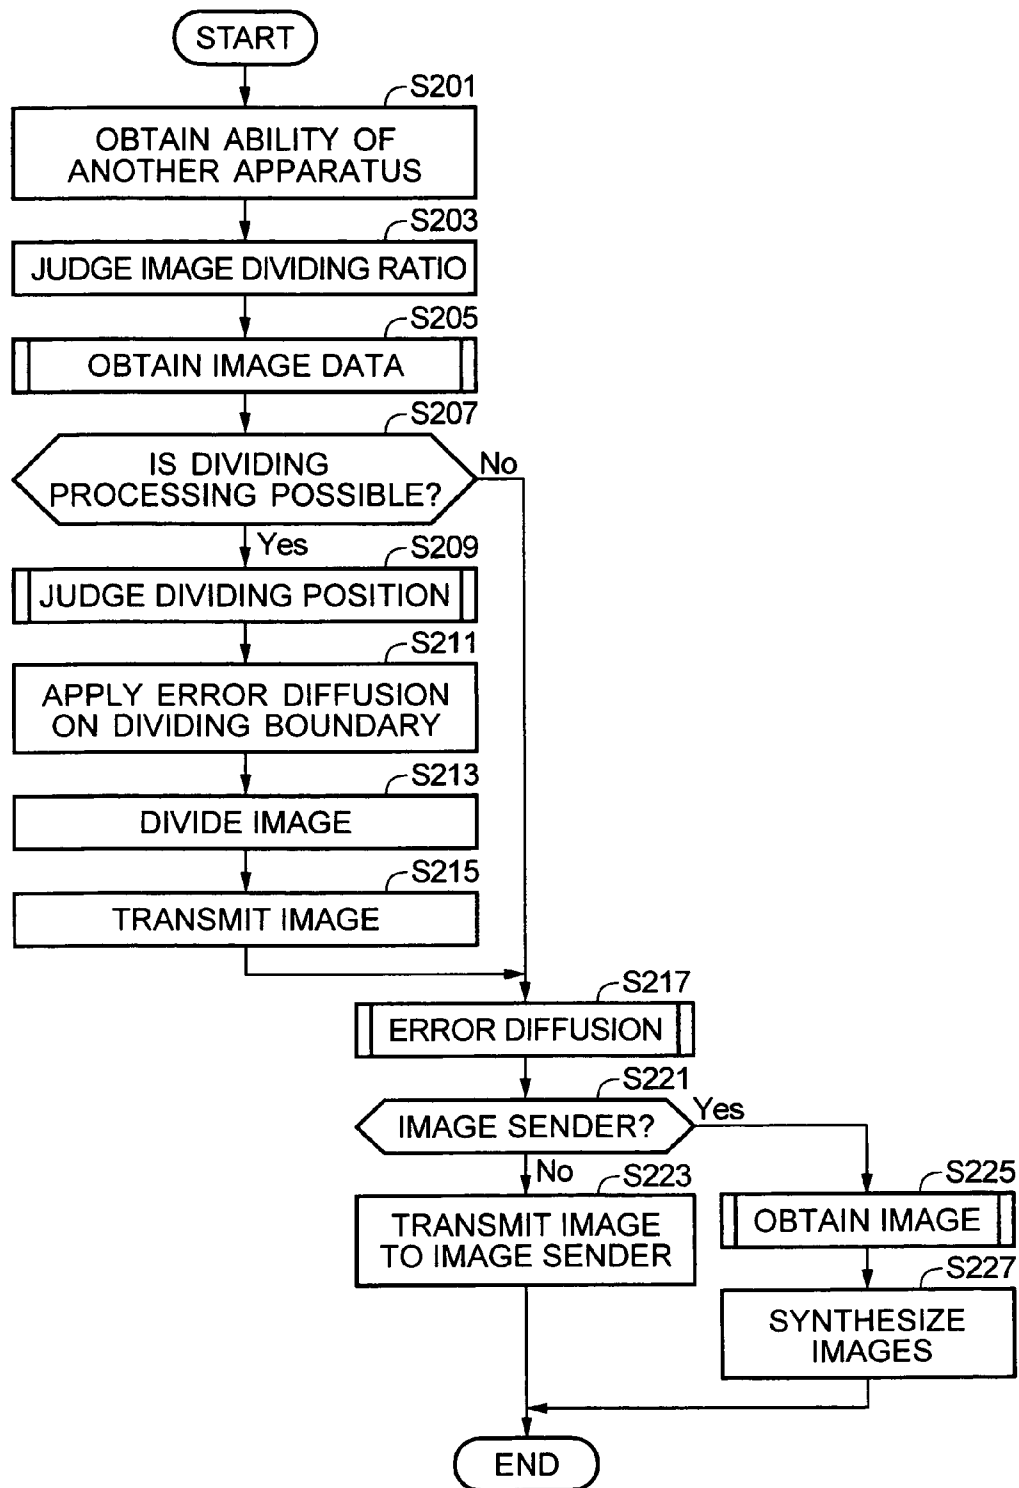 START
S201
OBTAIN ABILITY OF
ANOTHER APPARATUS
S203
JUDGE IMAGE DIVIDING RATIO
S205
OBTAIN IMAGE DATA
S207
IS DIVIDING
PROCESSING POSSIBLE?
No
Yes
S209
JUDGE DIVIDING POSITION
S211
APPLY ERROR DIFFUSION
ON DIVIDING BOUNDARY
S213
DIVIDE IMAGE
S215
TRANSMIT IMAGE
S217
ERROR DIFFUSION
S221
IMAGE SENDER?
Yes
No
S223
TRANSMIT IMAGE
TO IMAGE SENDER
S225
OBTAIN IMAGE
S227
SYNTHESIZE
IMAGES
END